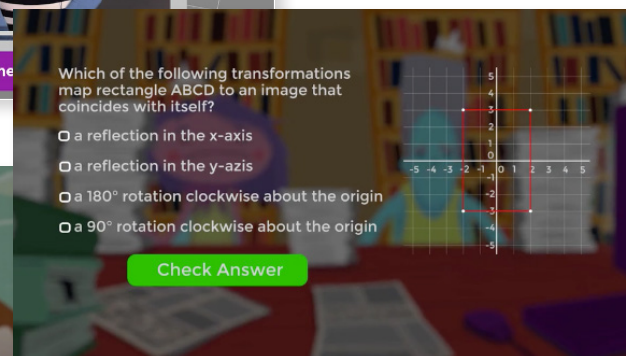 ne
Which of the following transformations
map rectangle ABCD to an image that
coincides with itself?
a reflection in the x-axis
a reflection in the y-azis
a 180° rotation clockwise about the origin
a 90° rotation clockwise about the origin
Check Answer
5
4
3
2
1
0
-5 -4 -3 -2 -1 0 1 2 3 4 5
-1
-2
-3
-4
-5